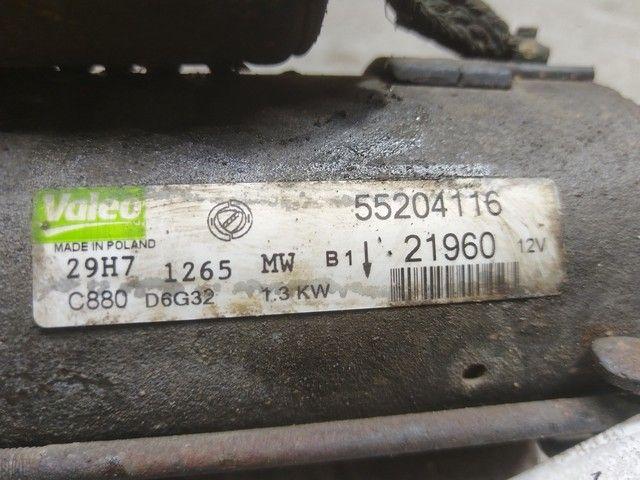 Valeo
MADE IN POLAND
55204116
29H7 1265 MW B1 21960 12V
C880 D6G32 1.3 KW